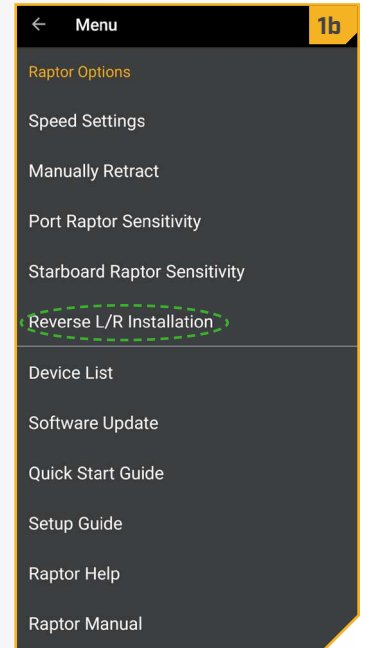 Menu
1b
Raptor Options
Speed Settings
Manually Retract
Port Raptor Sensitivity
Starboard Raptor Sensitivity
Reverse L/R Installation
Device List
Software Update
Quick Start Guide
Setup Guide
Raptor Help
Raptor Manual